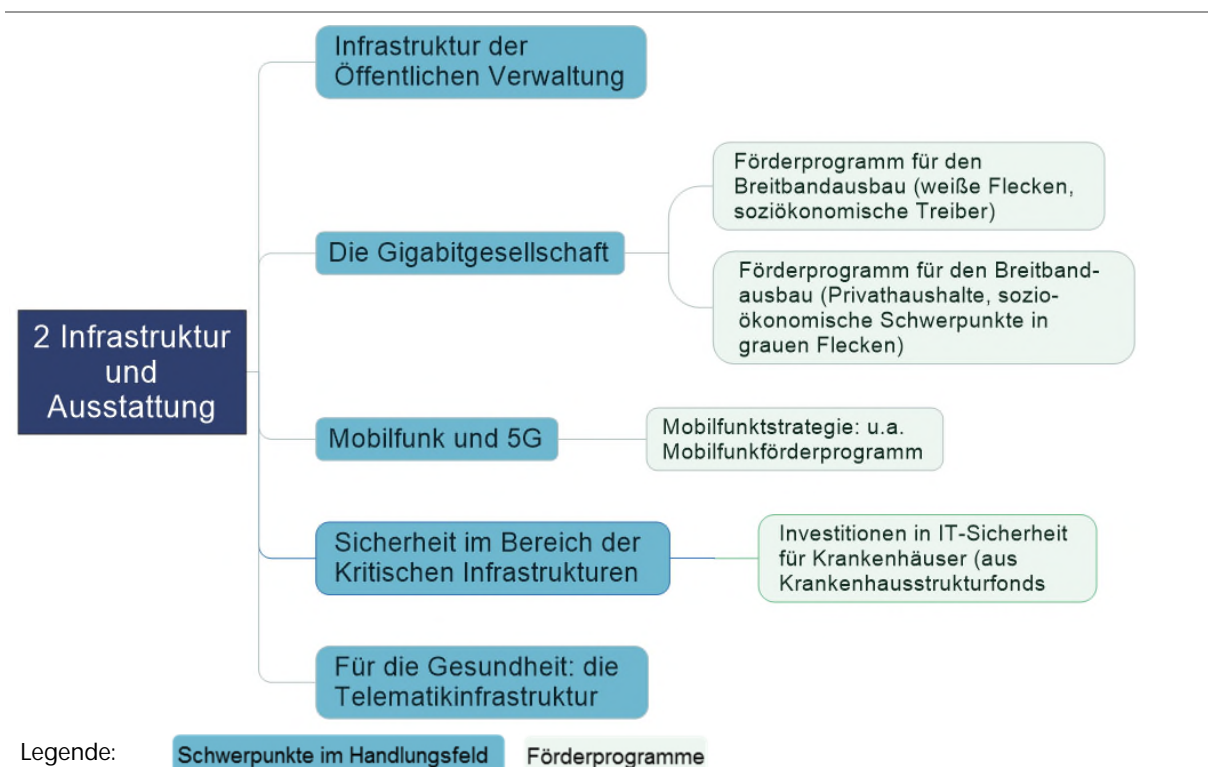 Infrastruktur der
Öffentlichen Verwaltung
Förderprogramm für den
Breitbandausbau (weiße Flecken,
soziökonomische Treiber)
Die Gigabitgesellschaft
Förderprogramm für den Breitband-
ausbau (Privathaushalte, sozio-
ökonomische Schwerpunkte in
grauen Flecken)
2 Infrastruktur
und
Ausstattung
Mobilfunk und 5G
Mobilfunktstrategie: u.a.
Mobilfunkförderprogramm
Sicherheit im Bereich der
Kritischen Infrastrukturen
Investitionen in IT-Sicherheit
für Krankenhäuser (aus
Krankenhausstrukturfonds
Für die Gesundheit: die
Telematikinfrastruktur
Legende: Schwerpunkte im Handlungsfeld Förderprogramme